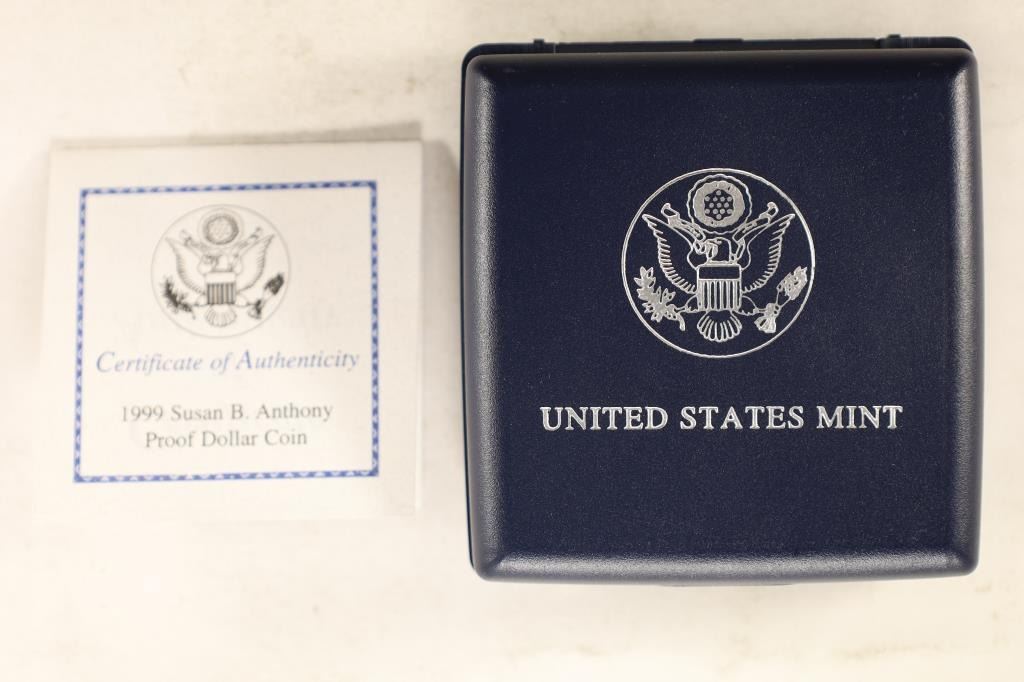 Certificate of Authenticity
1999 Susan B. Anthony
Proof Dollar Coin
UNITED STATES MINT